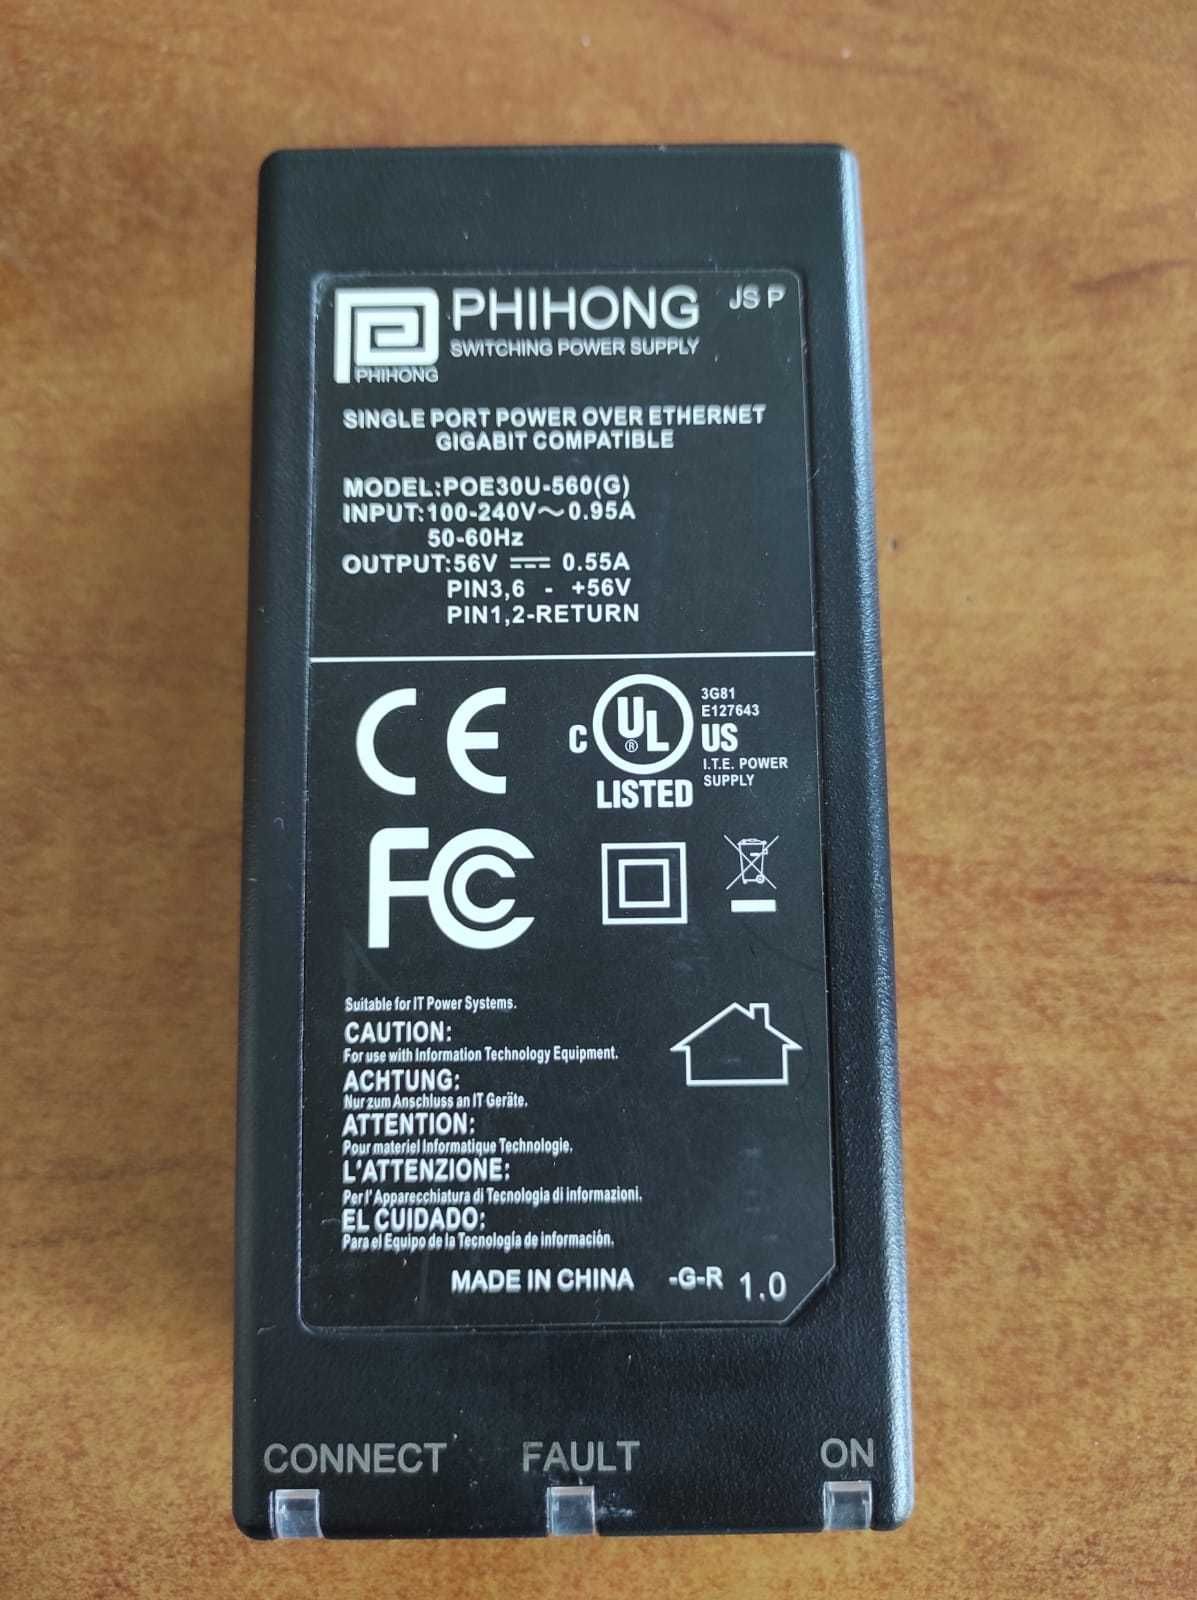 PHIHONG JS P
SWITCHING POWER SUPPLY
PHIHONG
SINGLE PORT POWER OVER ETHERNET
GIGABIT COMPATIBLE
MODEL:POE30U-560(G)
INPUT:100-240V～0.95A
50-60Hz
OUTPUT:56V ⎓ 0.55A
PIN3,6 - +56V
PIN1,2-RETURN
CE
C UL ® US
LISTED
3G81
E127643
I.T.E. POWER
SUPPLY
FCC
Suitable for IT Power Systems.
CAUTION:
For use with Information Technology Equipment.
ACHTUNG:
Nur zum Anschluss an IT Geräte.
ATTENTION:
Pour materiel Informatique Technologie.
L'ATTENZIONE:
Per l' Apparecchiatura di Tecnologia di informazioni.
EL CUIDADO:
Para el Equipo de la Tecnología de información.
MADE IN CHINA -G-R 1.0
CONNECT FAULT ON